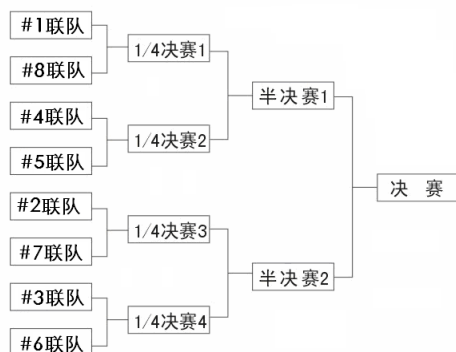 #1联队
#8联队
#4联队
#5联队
#2联队
#7联队
#3联队
#6联队
1/4决赛1
1/4决赛2
1/4决赛3
1/4决赛4
半决赛1
半决赛2
决 赛